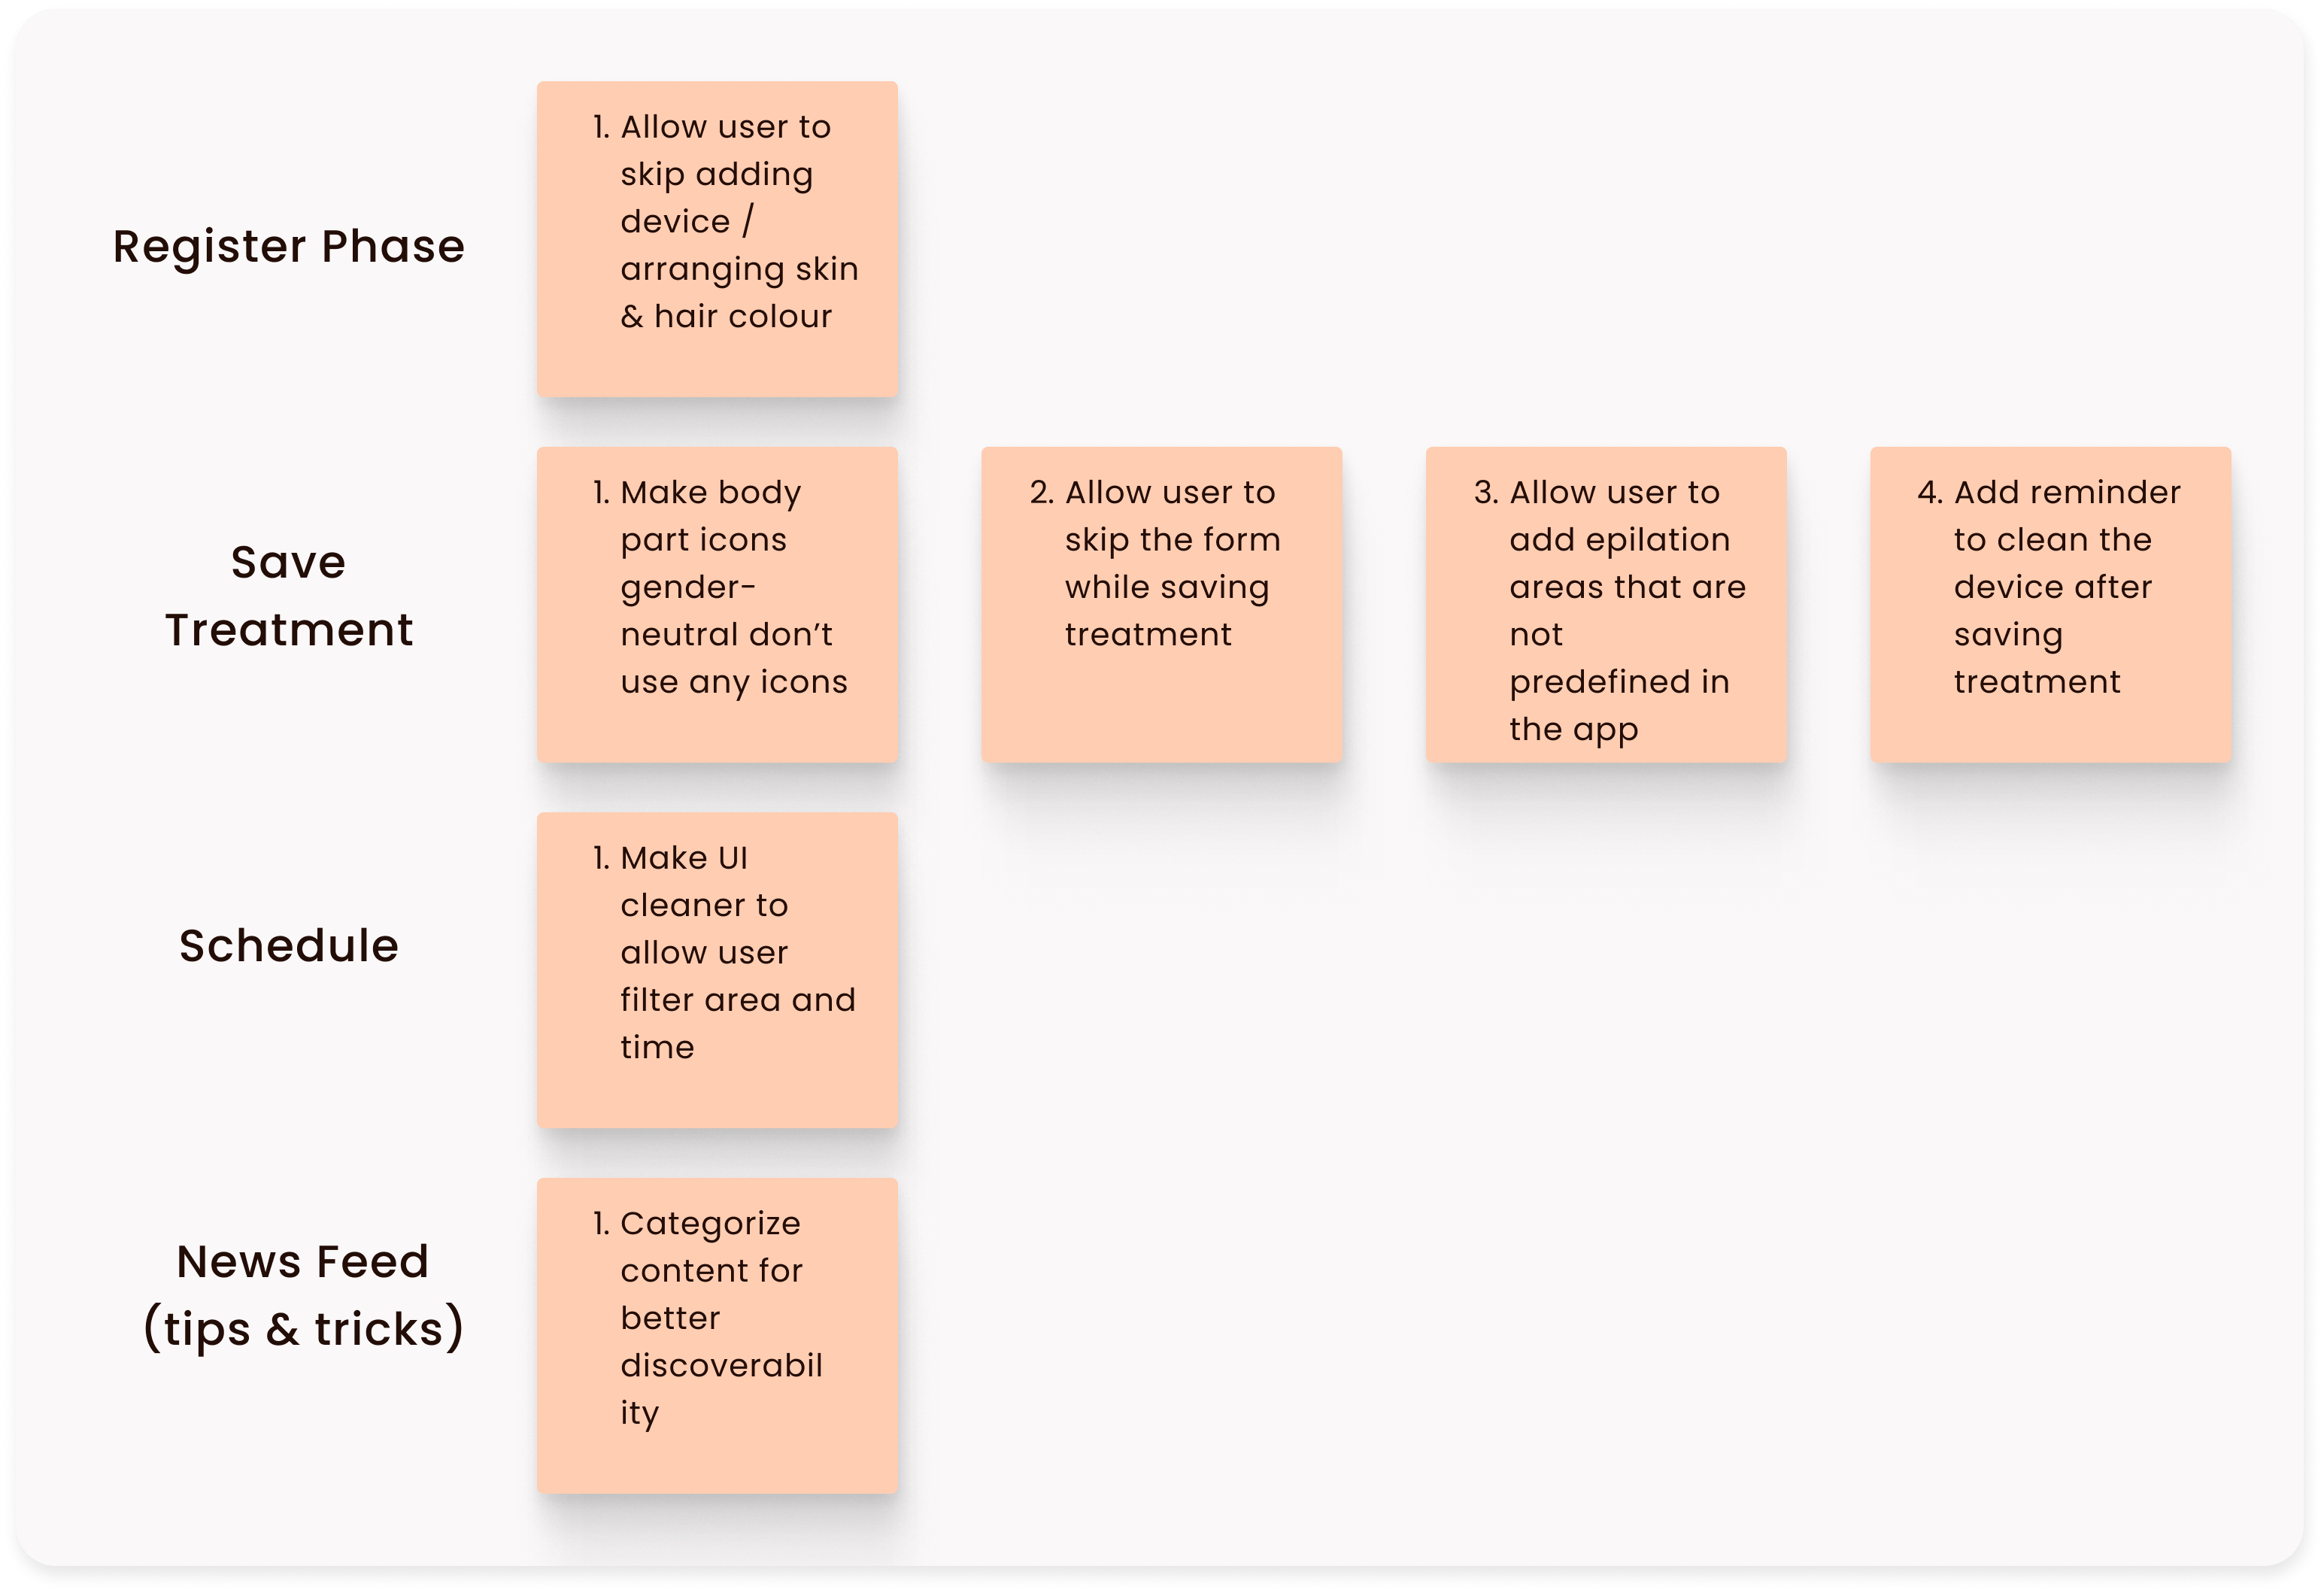 Register Phase
1. Allow user to
skip adding
device /
arranging skin
& hair colour
Save
Treatment
1. Make body
part icons
gender-
neutral don’t
use any icons
2. Allow user to
skip the form
while saving
treatment
3. Allow user to
add epilation
areas that are
not
predefined in
the app
4. Add reminder
to clean the
device after
saving
treatment
Schedule
1. Make UI
cleaner to
allow user
filter area and
time
News Feed
(tips & tricks)
1. Categorize
content for
better
discoverabil
ity